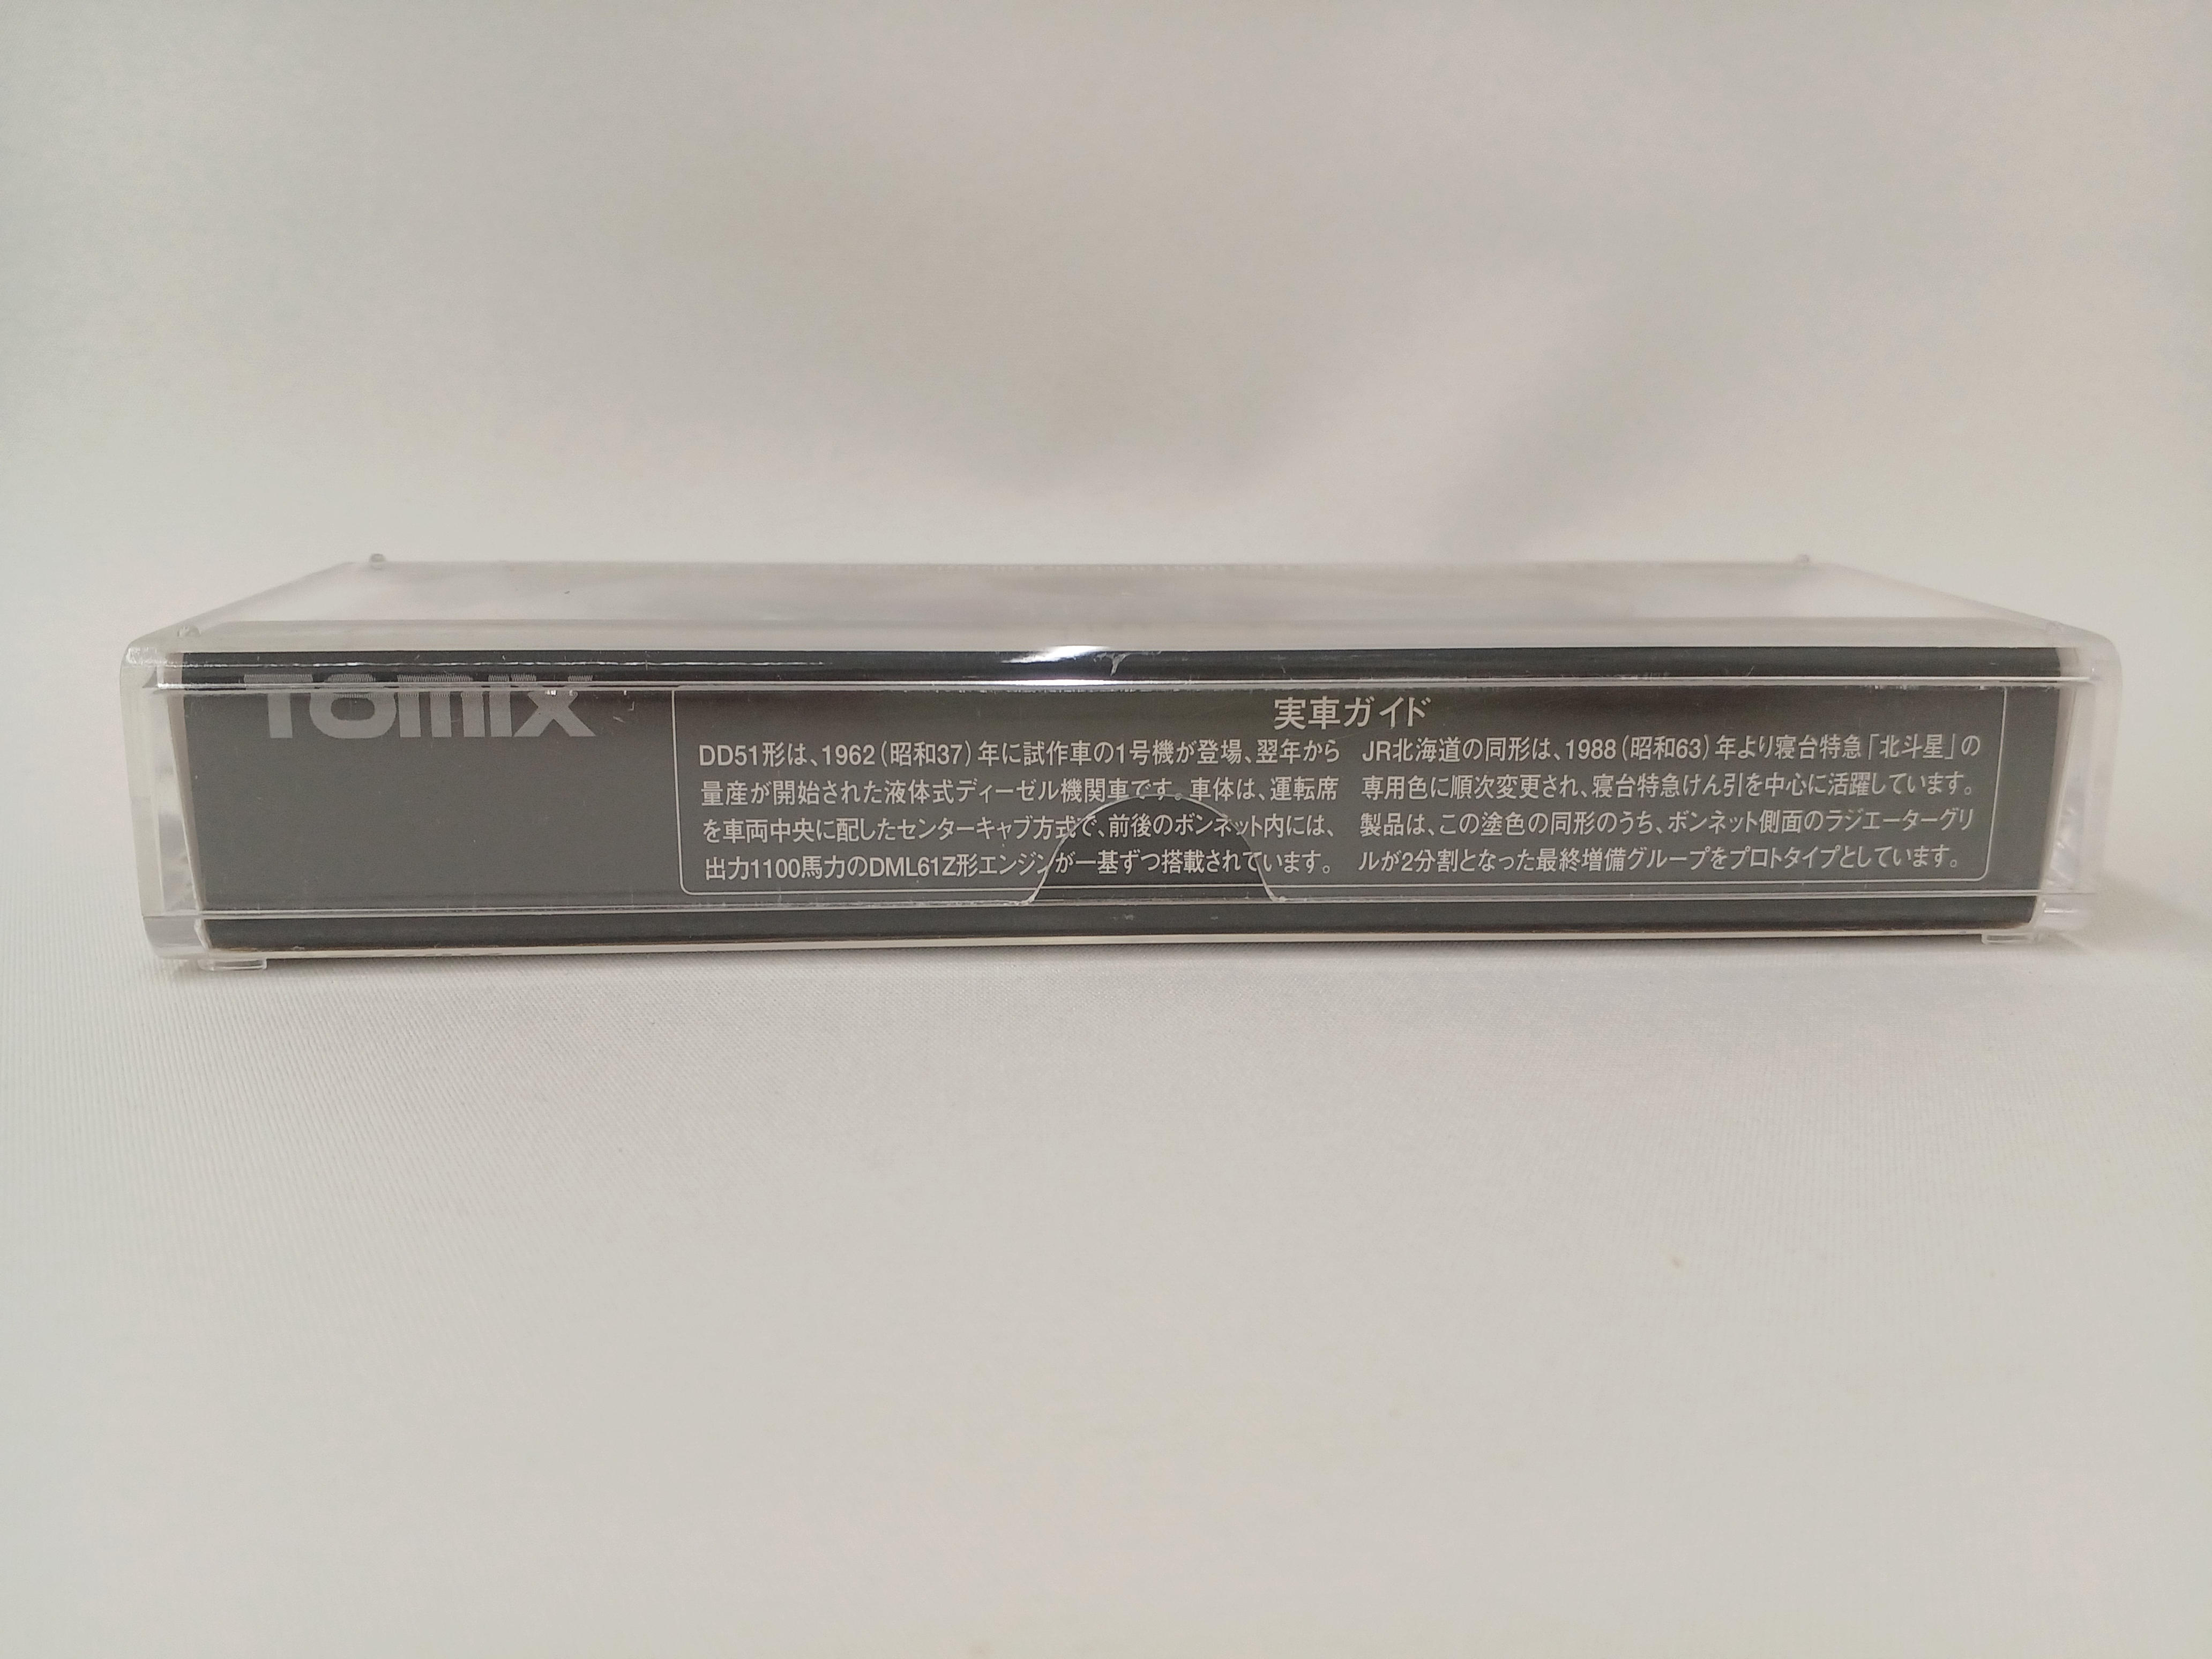 TOMIX
実車ガイド
DD51形は、1962（昭和37）年に試作車の1号機が登場、翌年から
量産が開始された液体式ディーゼル機関車です。車体は、運転席
を車両中央に配したセンターキャブ方式で、前後のボンネット内には、
出力1100馬力のDML61Z形エンジンが一基ずつ搭載されています。
JR北海道の同形は、1988（昭和63）年より寝台特急「北斗星」の
専用色に順次変更され、寝台特急けん引を中心に活躍しています。
製品は、この塗色の同形のうち、ボンネット側面のラジエーターグリ
ルが2分割となった最終増備グループをプロトタイプとしています。